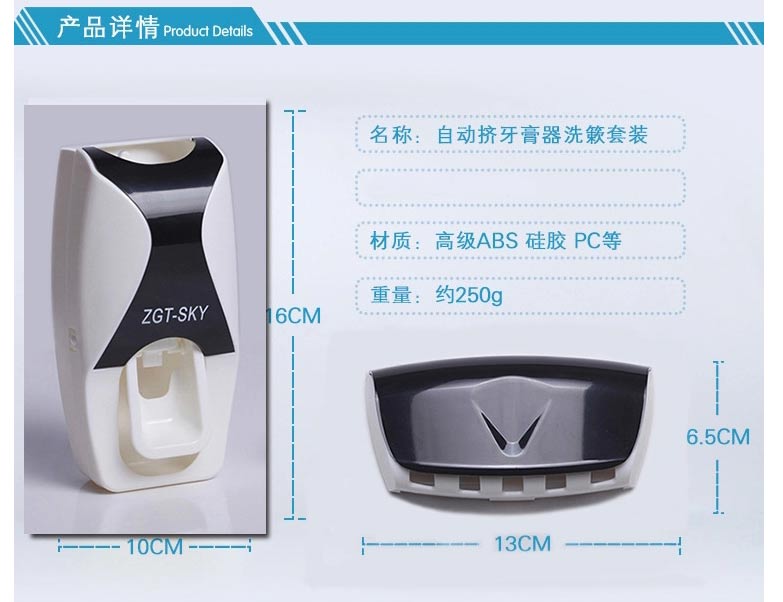 产品详情 Product Details
名称：自动挤牙膏器洗簌套装
材质：高级ABS 硅胶 PC等
重量：约250g
ZGT-SKY
16CM
10CM
6.5CM
13CM